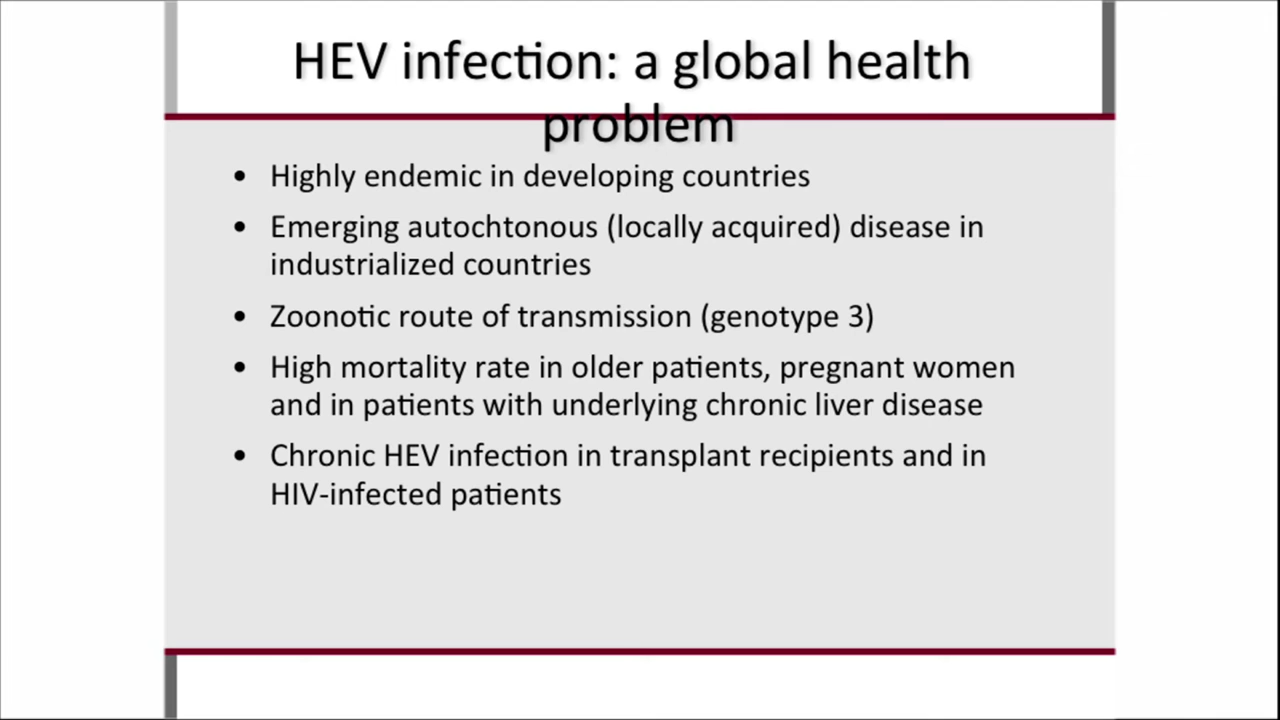 HEV infection: a global health
problem
• Highly endemic in developing countries
• Emerging autochtonous (locally acquired) disease in
industrialized countries
• Zoonotic route of transmission (genotype 3)
• High mortality rate in older patients, pregnant women
and in patients with underlying chronic liver disease
• Chronic HEV infection in transplant recipients and in
HIV-infected patients